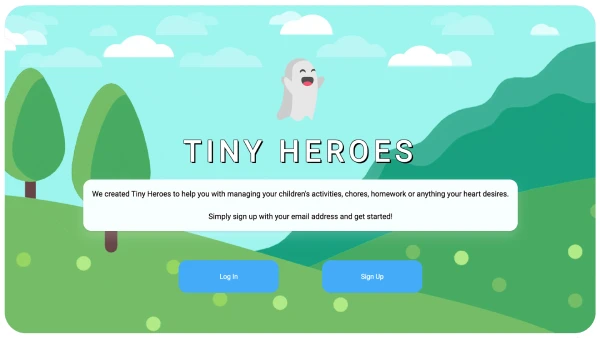 TINY HEROES
We created Tiny Heroes to help you with managing your children's activities, chores, homework or anything your heart desires.
Simply sign up with your email address and get started!
Log In
Sign Up